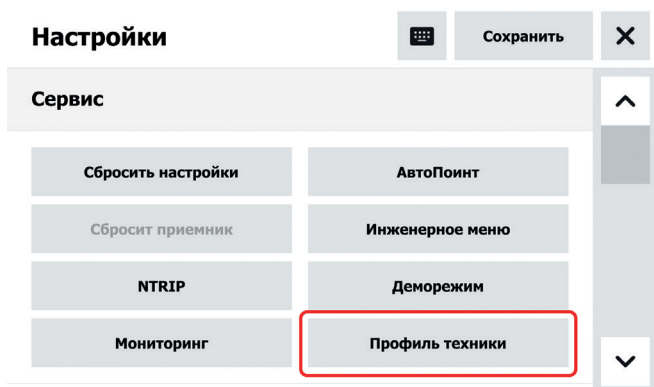 Настройки
Сохранить
Сервис
Сбросить настройки
АвтоПоинт
Сбросит приемник
Инженерное меню
NTRIP
Деморежим
Мониторинг
Профиль техники